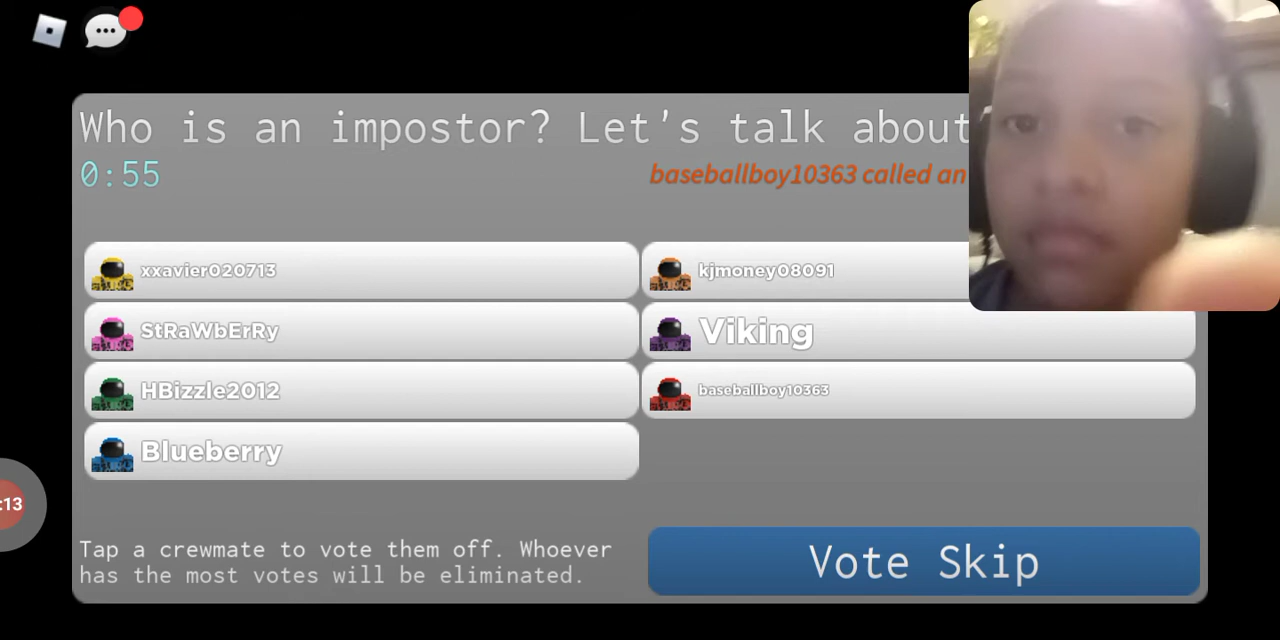 Who is an impostor? Let's talk about
0:55
baseballboy10363 called an
xxavier020713
kjmoney08091
StRaWbErRy
Viking
HBizzle2012
baseballboy10363
Blueberry
:13
Tap a crewmate to vote them off. Whoever
has the most votes will be eliminated.
Vote Skip